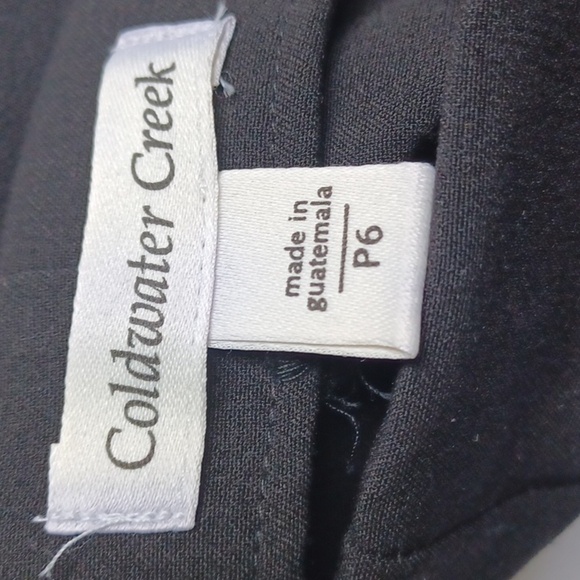 Coldwater Creek
made in
guatemala
P6